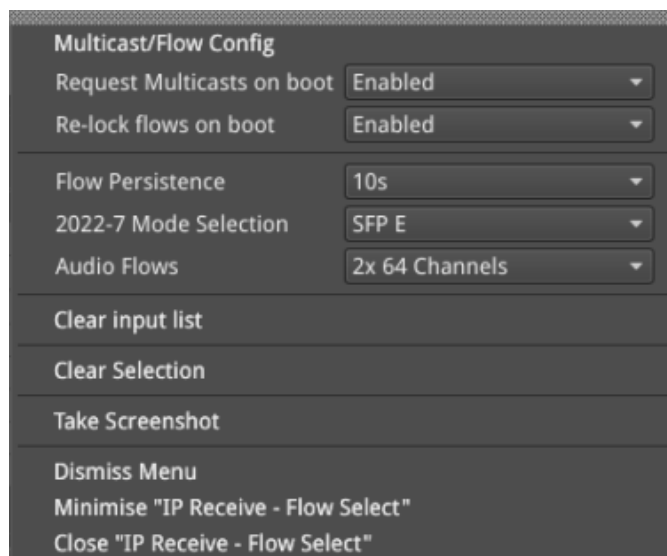 Multicast/Flow Config
Request Multicasts on boot Enabled
Re-lock flows on boot Enabled
Flow Persistence 10s
2022-7 Mode Selection SFP E
Audio Flows 2x 64 Channels
Clear input list
Clear Selection
Take Screenshot
Dismiss Menu
Minimise "IP Receive - Flow Select"
Close "IP Receive - Flow Select"